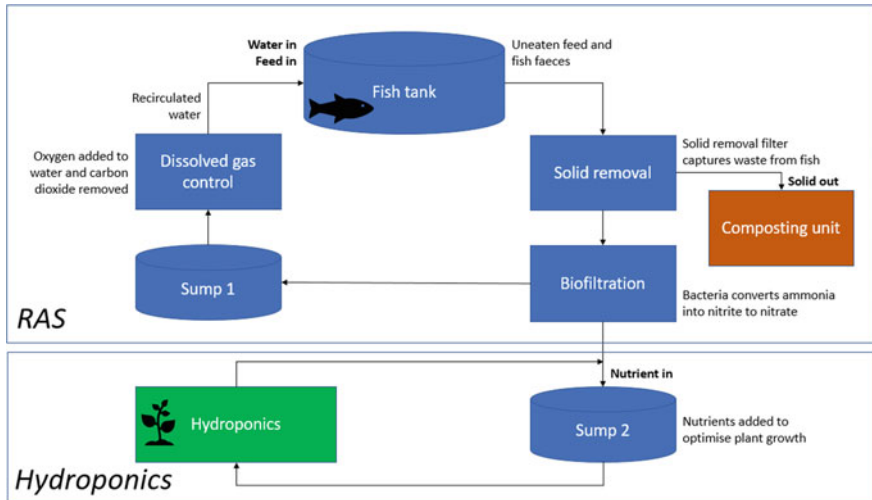 Water in
Feed in
Fish tank
Uneaten feed and
fish faeces
Recirculated
water
Oxygen added to
water and carbon
dioxide removed
Dissolved gas
control
Solid removal
Solid removal filter
captures waste from fish
Solid out
Composting unit
Sump 1
Biofiltration
Bacteria converts ammonia
into nitrite to nitrate
RAS
Nutrient in
Hydroponics
Sump 2
Nutrients added to
optimise plant growth
Hydroponics